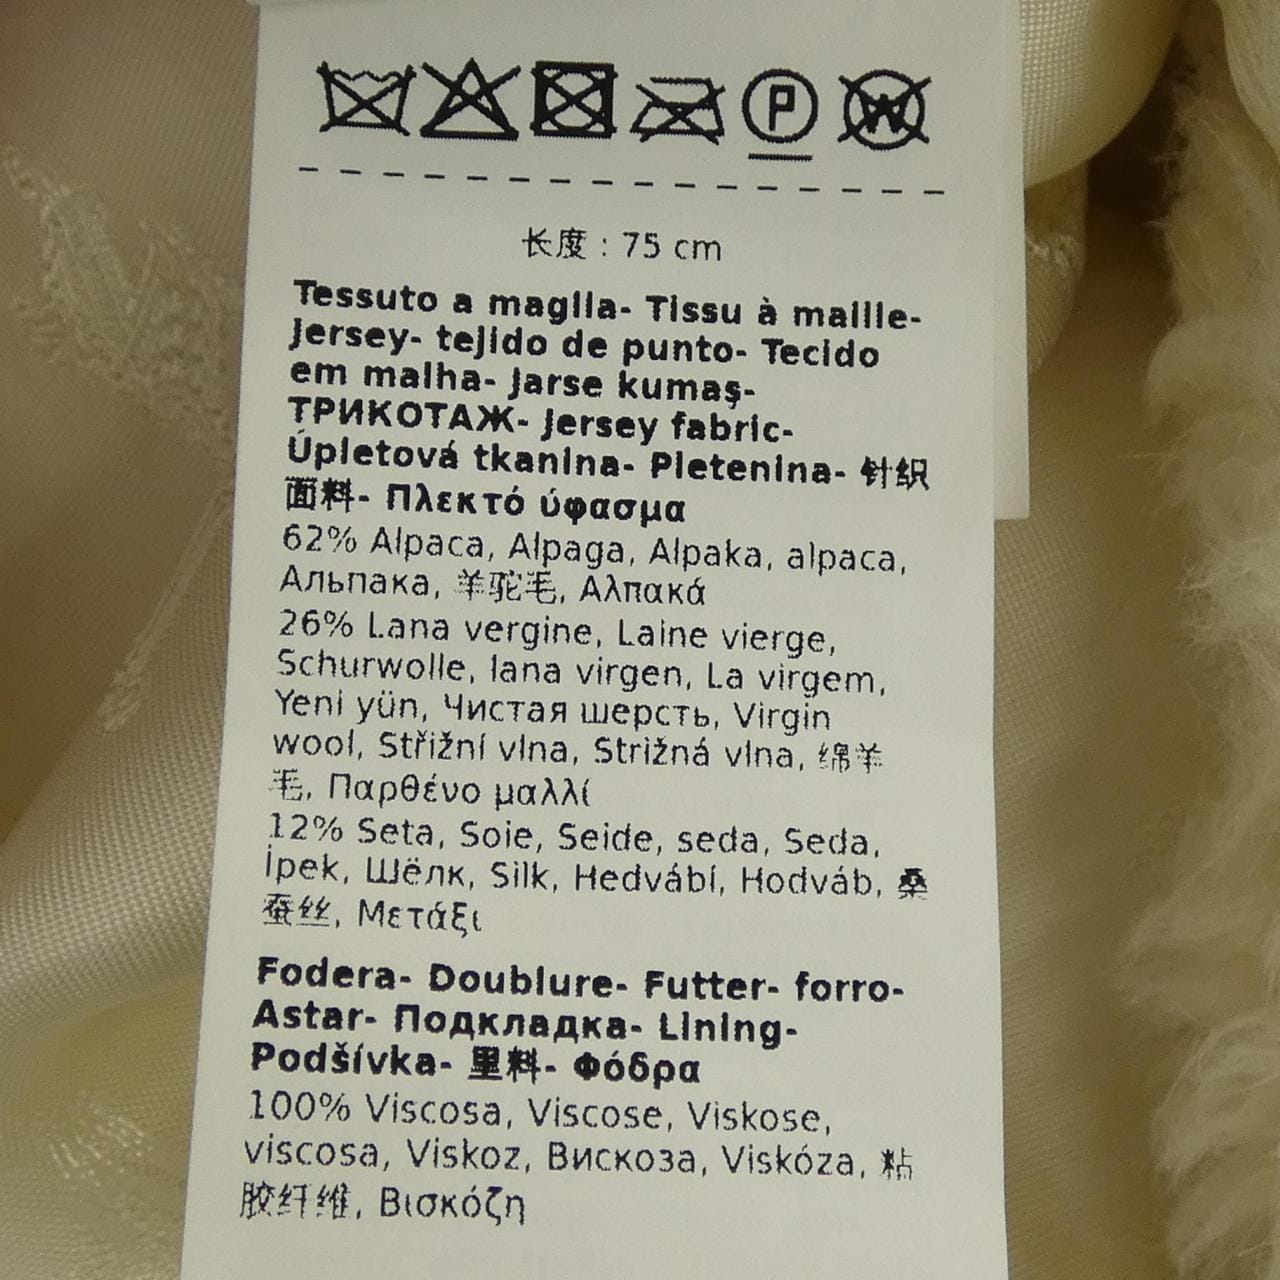 P W
长度 : 75 cm
Tessuto a maglia- Tissu à maille-
Jersey- tejido de punto- Tecido
em malha- Jarse kumaş-
ТРИКОТАЖ- Jersey fabric-
Úpletová tkanina- Pletenina- 针织
面料- Πλεκτό ύφασμα
62% Alpaca, Alpaga, Alpaka, alpaca,
Альпака, 羊驼毛, Αλπακά
26% Lana vergine, Laine vierge,
Schurwolle, lana virgen, La virgem,
Yeni yün, Чистая шерсть, Virgin
wool, Střižní vlna, Strižná vlna, 绵羊
毛, Παρθένο μαλλί
12% Seta, Soie, Seide, seda, Seda,
İpek, Шёлк, Silk, Hedvábí, Hodváb, 桑
蚕丝, Μετάξι
Fodera- Doublure- Futter- forro-
Astar- Подкладка- Lining-
Podšívka- 里料- Φόδρα
100% Viscosa, Viscose, Viskose,
viscosa, Viskoz, Вискоза, Viskóza, 粘
胶纤维, Βισκόζη